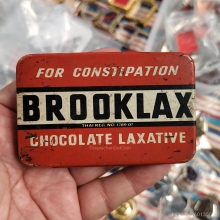 FOR CONSTIPATION
BROOKLAX
CHOCOLATE LAXATIVE